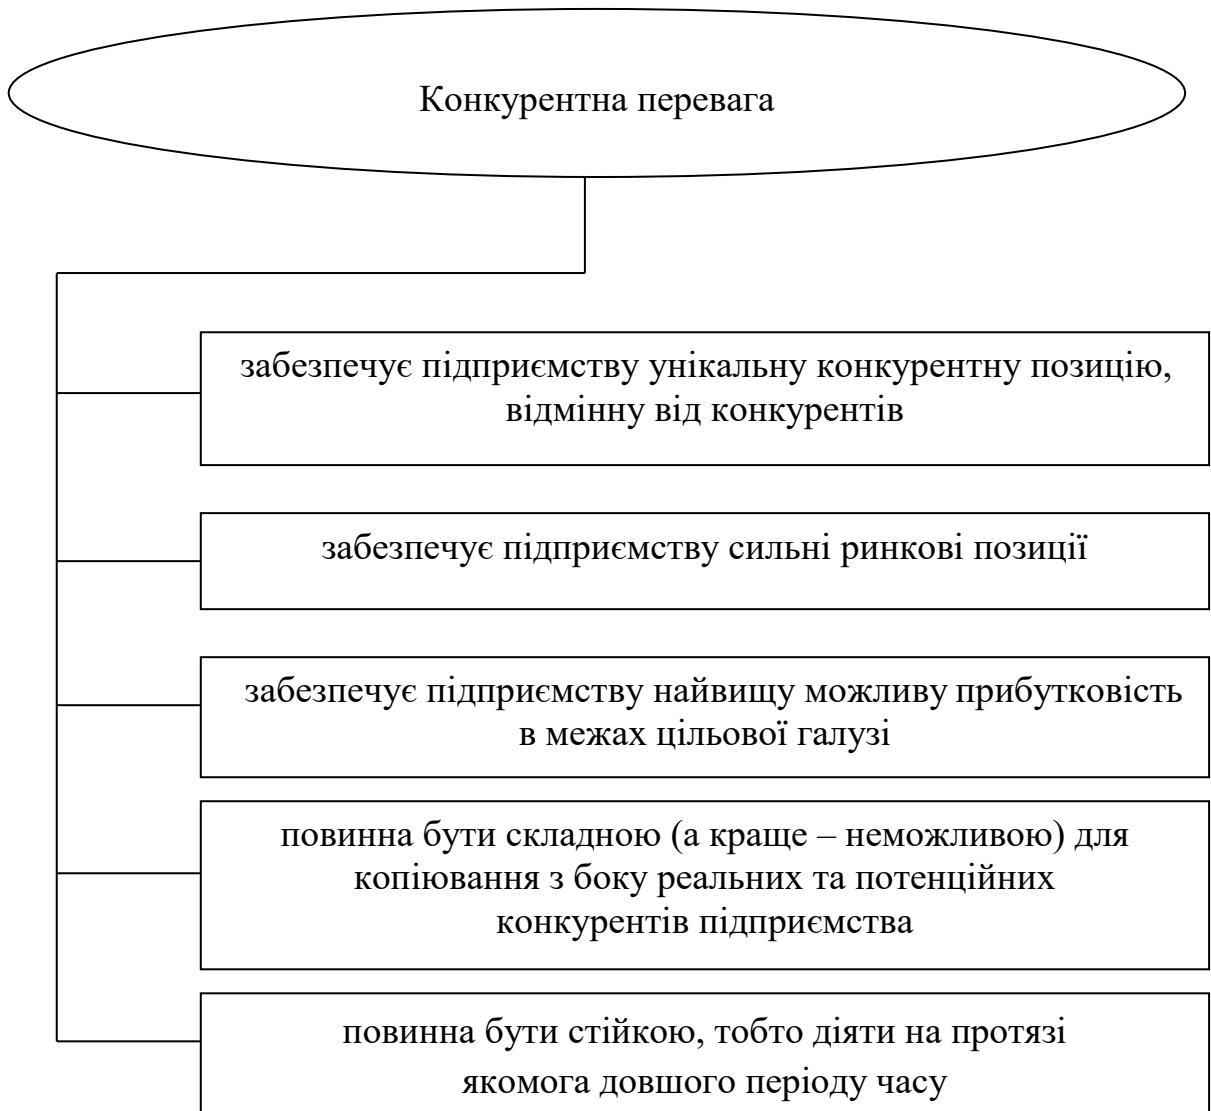 Конкурентна перевага
забезпечує підприємству унікальну конкурентну позицію,
відмінну від конкурентів
забезпечує підприємству сильні ринкові позиції
забезпечує підприємству найвищу можливу прибутковість
в межах цільової галузі
повинна бути складною (а краще – неможливою) для
копіювання з боку реальних та потенційних
конкурентів підприємства
повинна бути стійкою, тобто діяти на протязі
якомога довшого періоду часу